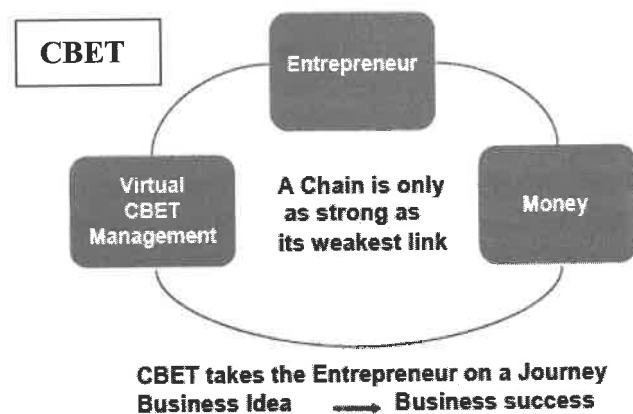 CBET
Entrepreneur
Virtual
CBET
Management
A Chain is only
as strong as
its weakest link
Money
CBET takes the Entrepreneur on a Journey
Business Idea → Business success